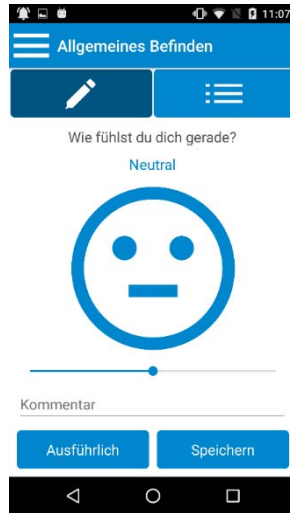 11:07
Allgemeines Befinden
Wie fühlst du dich gerade?
Neutral
Kommentar
Ausführlich
Speichern